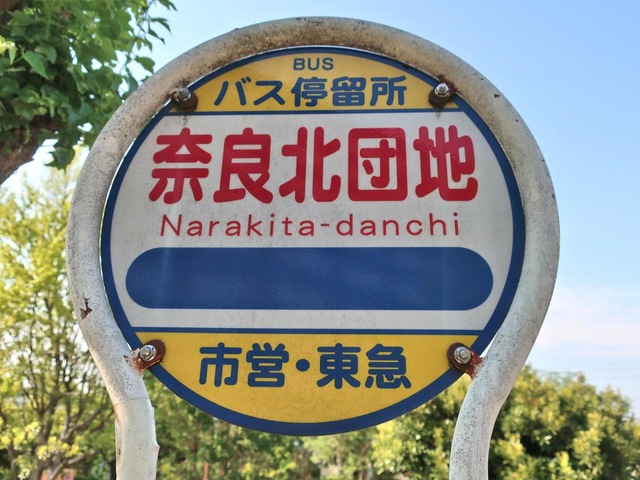 BUS
バス停留所
奈良北団地
Narakita-danchi
市営・東急